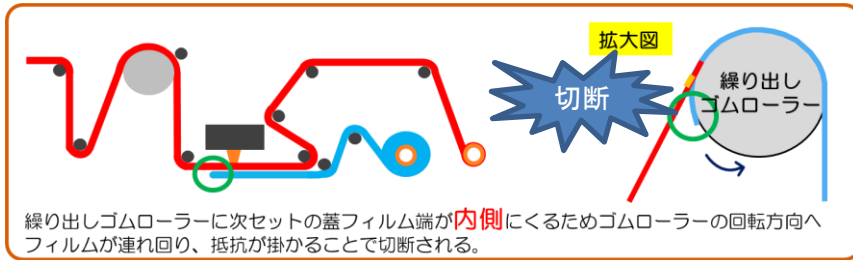 拡大図
切断
繰り出し
ゴムローラー
繰り出しゴムローラーに次セットの蓋フィルム端が内側にくるためゴムローラーの回転方向へ
フィルムが連れ回り、抵抗が掛かることで切断される。